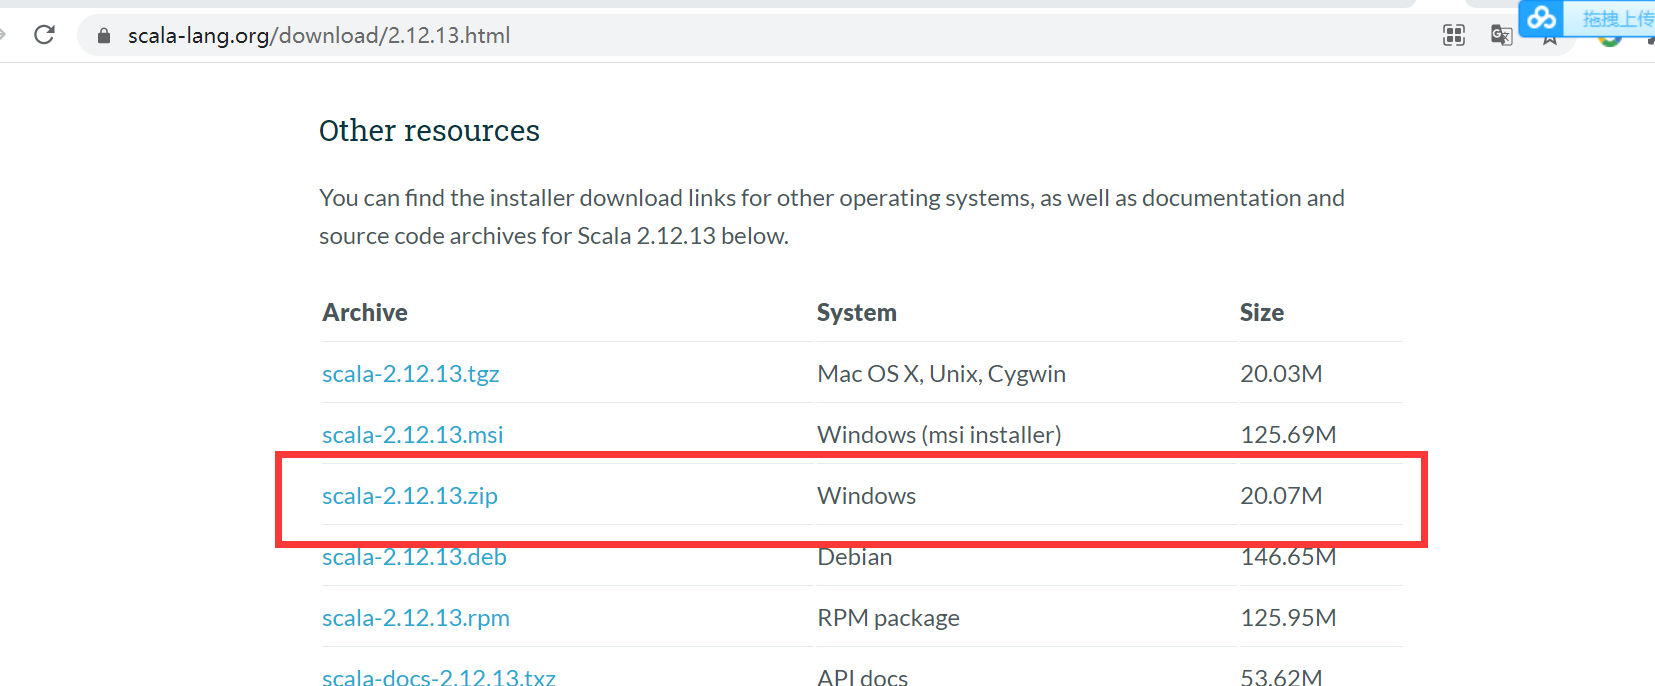 scala-lang.org/download/2.12.13.html
拖拽上传
Other resources
You can find the installer download links for other operating systems, as well as documentation and
source code archives for Scala 2.12.13 below.
Archive System Size
scala-2.12.13.tgz Mac OS X, Unix, Cygwin 20.03M
scala-2.12.13.msi Windows (msi installer) 125.69M
scala-2.12.13.zip Windows 20.07M
scala-2.12.13.deb Debian 146.65M
scala-2.12.13.rpm RPM package 125.95M
scala-docs-2.12.13.txz API docs 53.62M